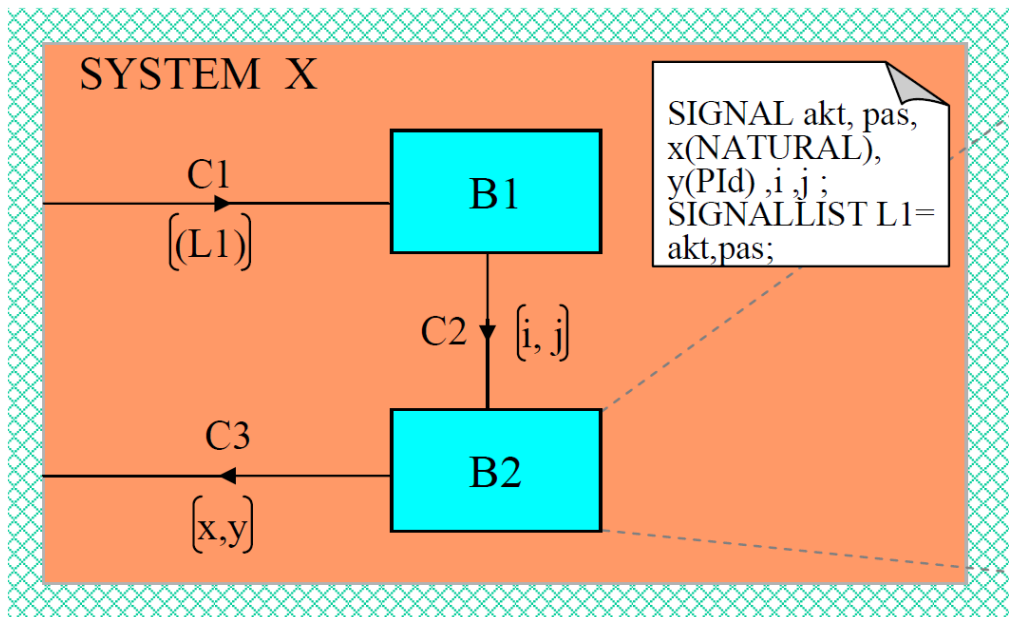 SYSTEM X
SIGNAL akt, pas,
x(NATURAL),
y(PId) ,i ,j ;
SIGNALLIST L1=
akt,pas;
C1
[(L1)]
B1
C2
[i, j]
C3
[x,y]
B2